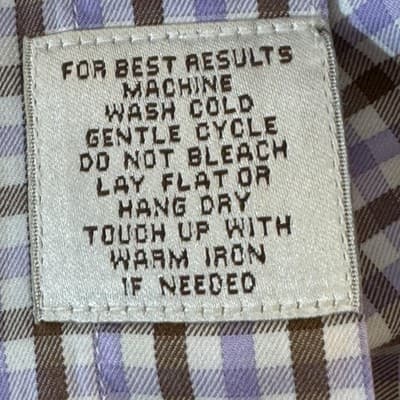 FOR BEST RESULTS
MACHINE
WASH COLD
GENTLE CYCLE
DO NOT BLEACH
LAY FLAT OR
HANG DRY
TOUCH UP WITH
WARM IRON
IF NEEDED